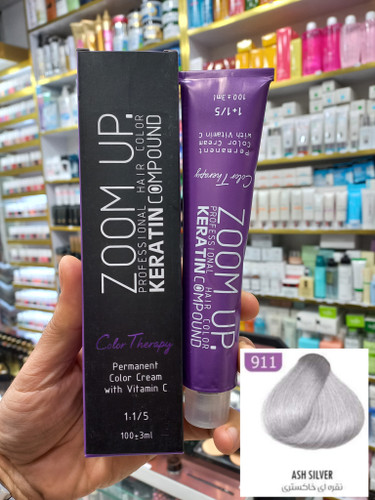 ZOOM UP.
PROFESSIONAL HAIR COLOR
KERATIN COMPOUND
Color Therapy
Permanent
Color Cream
with Vitamin C
1.1/5
100±3ml
ZOOM UP.
PROFESSIONAL HAIR COLOR
KERATIN COMPOUND
Color Therapy
Permanent
Color Cream
with Vitamin C
1+1/5
100±3ml
911
ASH SILVER
نقره ای خاکستری